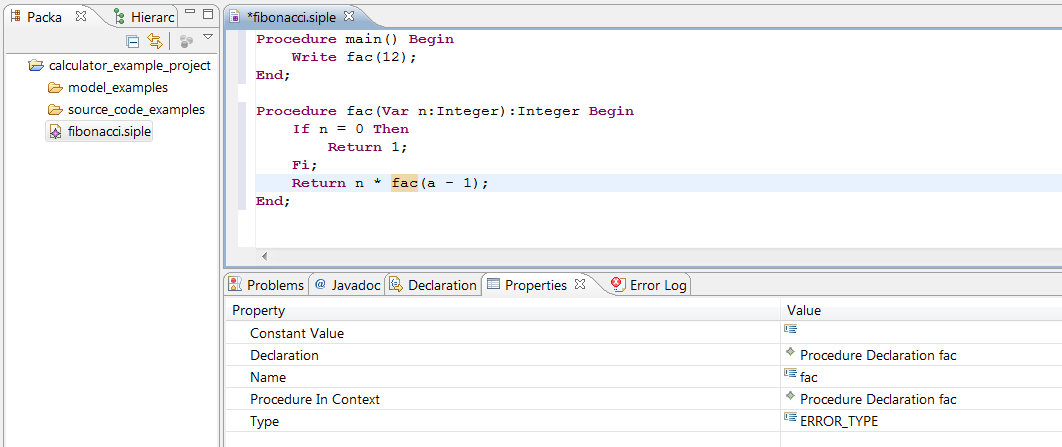 Packa Hierarc
calculator_example_project
model_examples
source_code_examples
fibonacci.siple
*fibonacci.siple
Procedure main() Begin
Write fac(12);
End;
Procedure fac(Var n:Integer):Integer Begin
If n = 0 Then
Return 1;
Fi;
Return n * fac(a - 1);
End;
Problems @ Javadoc Declaration Properties Error Log
Property Value
Constant Value
Declaration Procedure Declaration fac
Name fac
Procedure In Context Procedure Declaration fac
Type ERROR_TYPE